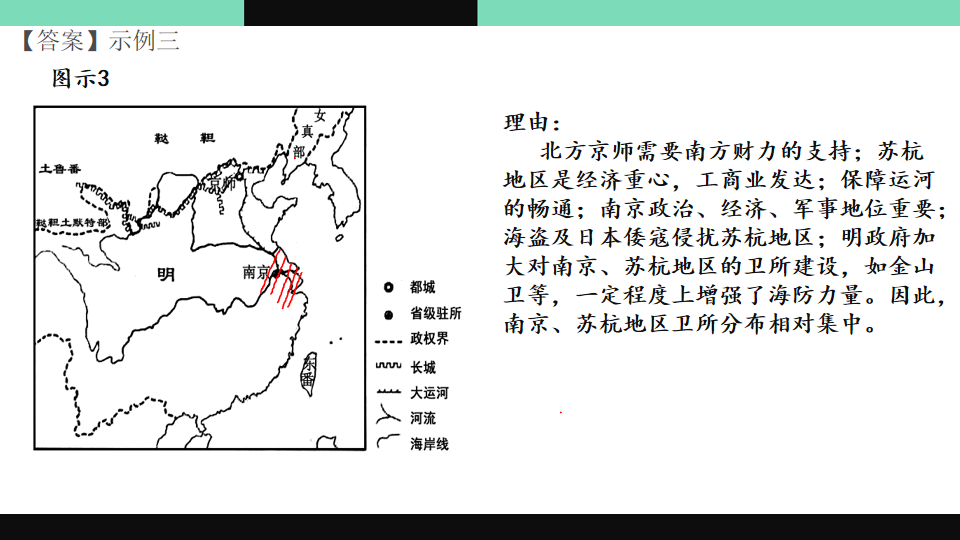 【答案】示例三
图示3
理由：
北方京师需要南方财力的支持；苏杭
地区是经济重心，工商业发达；保障运河
的畅通；南京政治、经济、军事地位重要；
海盗及日本倭寇侵扰苏杭地区；明政府加
大对南京、苏杭地区的卫所建设，如金山
卫等，一定程度上增强了海防力量。因此，
南京、苏杭地区卫所分布相对集中。
女
真
部
鞑 靼
土鲁番
京师
鞑靼土默特部
明
南京
东
番
都城
省级驻所
政权界
长城
大运河
河流
海岸线